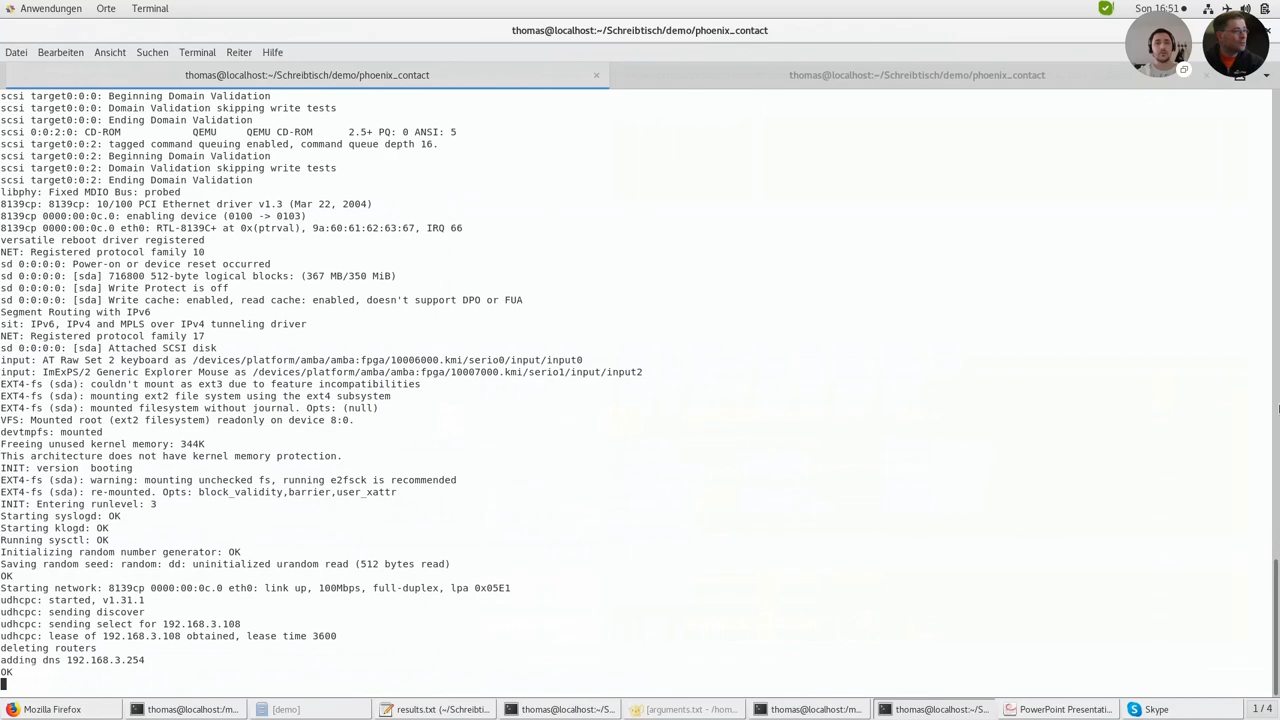 Anwendungen Orte Terminal Son 16:51
thomas@localhost:~/Schreibtisch/demo/phoenix_contact
Datei Bearbeiten Ansicht Suchen Terminal Reiter Hilfe
thomas@localhost:~/Schreibtisch/demo/phoenix_contact × thomas@localhost:~/Schreibtisch/demo/phoenix_contact
scsi target0:0:0: Beginning Domain Validation
scsi target0:0:0: Domain Validation skipping write tests
scsi target0:0:0: Ending Domain Validation
scsi 0:0:2:0: CD-ROM            QEMU     QEMU CD-ROM      2.5+ PQ: 0 ANSI: 5
scsi target0:0:2: tagged command queuing enabled, command queue depth 16.
scsi target0:0:2: Beginning Domain Validation
scsi target0:0:2: Domain Validation skipping write tests
scsi target0:0:2: Ending Domain Validation
libphy: Fixed MDIO Bus: probed
8139cp: 8139cp: 10/100 PCI Ethernet driver v1.3 (Mar 22, 2004)
8139cp 0000:00:0c.0: enabling device (0100 -> 0103)
8139cp 0000:00:0c.0 eth0: RTL-8139C+ at 0x(ptrval), 9a:60:61:62:63:67, IRQ 66
versatile reboot driver registered
NET: Registered protocol family 10
sd 0:0:0:0: Power-on or device reset occurred
sd 0:0:0:0: [sda] 716800 512-byte logical blocks: (367 MB/350 MiB)
sd 0:0:0:0: [sda] Write Protect is off
sd 0:0:0:0: [sda] Write cache: enabled, read cache: enabled, doesn't support DPO or FUA
Segment Routing with IPv6
sit: IPv6, IPv4 and MPLS over IPv4 tunneling driver
NET: Registered protocol family 17
sd 0:0:0:0: [sda] Attached SCSI disk
input: AT Raw Set 2 keyboard as /devices/platform/amba/amba:fpga/10006000.kmi/serio0/input/input0
input: ImExPS/2 Generic Explorer Mouse as /devices/platform/amba/amba:fpga/10007000.kmi/serio1/input/input2
EXT4-fs (sda): couldn't mount as ext3 due to feature incompatibilities
EXT4-fs (sda): mounting ext2 file system using the ext4 subsystem
EXT4-fs (sda): mounted filesystem without journal. Opts: (null)
VFS: Mounted root (ext2 filesystem) readonly on device 8:0.
devtmpfs: mounted
Freeing unused kernel memory: 344K
This architecture does not have kernel memory protection.
INIT: version  booting
EXT4-fs (sda): warning: mounting unchecked fs, running e2fsck is recommended
EXT4-fs (sda): re-mounted. Opts: block_validity,barrier,user_xattr
INIT: Entering runlevel: 3
Starting syslogd: OK
Starting klogd: OK
Running sysctl: OK
Initializing random number generator: OK
Saving random seed: random: dd: uninitialized urandom read (512 bytes read)
OK
Starting network: 8139cp 0000:00:0c.0 eth0: link up, 100Mbps, full-duplex, lpa 0x05E1
udhcpc: started, v1.31.1
udhcpc: sending discover
udhcpc: sending select for 192.168.3.108
udhcpc: lease of 192.168.3.108 obtained, lease time 3600
deleting routers
adding dns 192.168.3.254
OK
Mozilla Firefox thomas@localhost:/m... [demo] results.txt (~/Schreibti... thomas@localhost:~/S... [arguments.txt - /hom... thomas@localhost:/m... thomas@localhost:~/S... PowerPoint Presentati... Skype 1 / 4